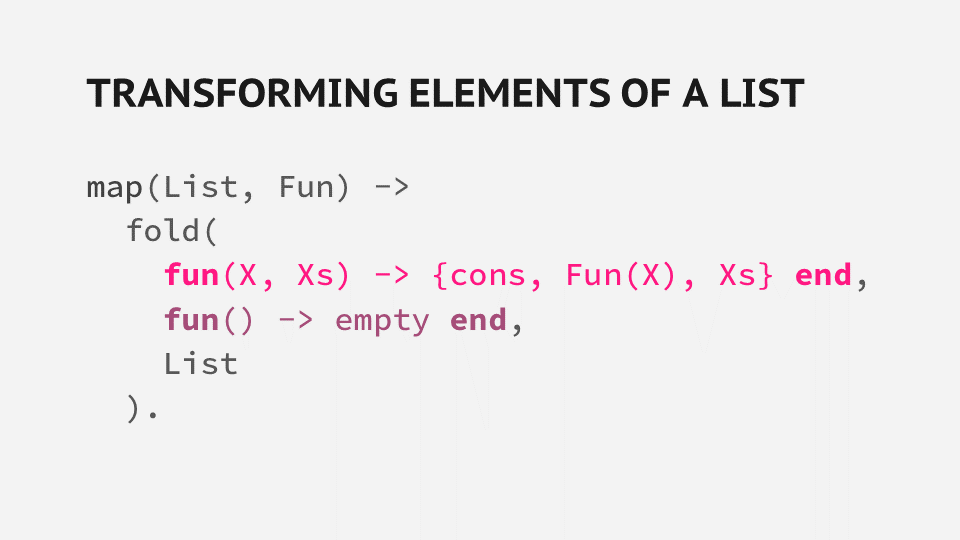 TRANSFORMING ELEMENTS OF A LIST
map(List, Fun) ->
  fold(
    fun(X, Xs) -> {cons, Fun(X), Xs} end,
    fun() -> empty end,
    List
  ).